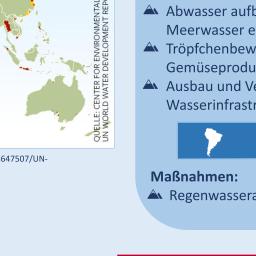 QUELLE: CENTER FOR ENVIRONMENTAL
UN WORLD WATER DEVELOPMENT REP
647507/UN-
Abwasser aufb
Meerwasser e
Tröpfchenbew
Gemüseprodu
Ausbau und Ve
Wasserinfrastr
Maßnahmen:
Regenwassera